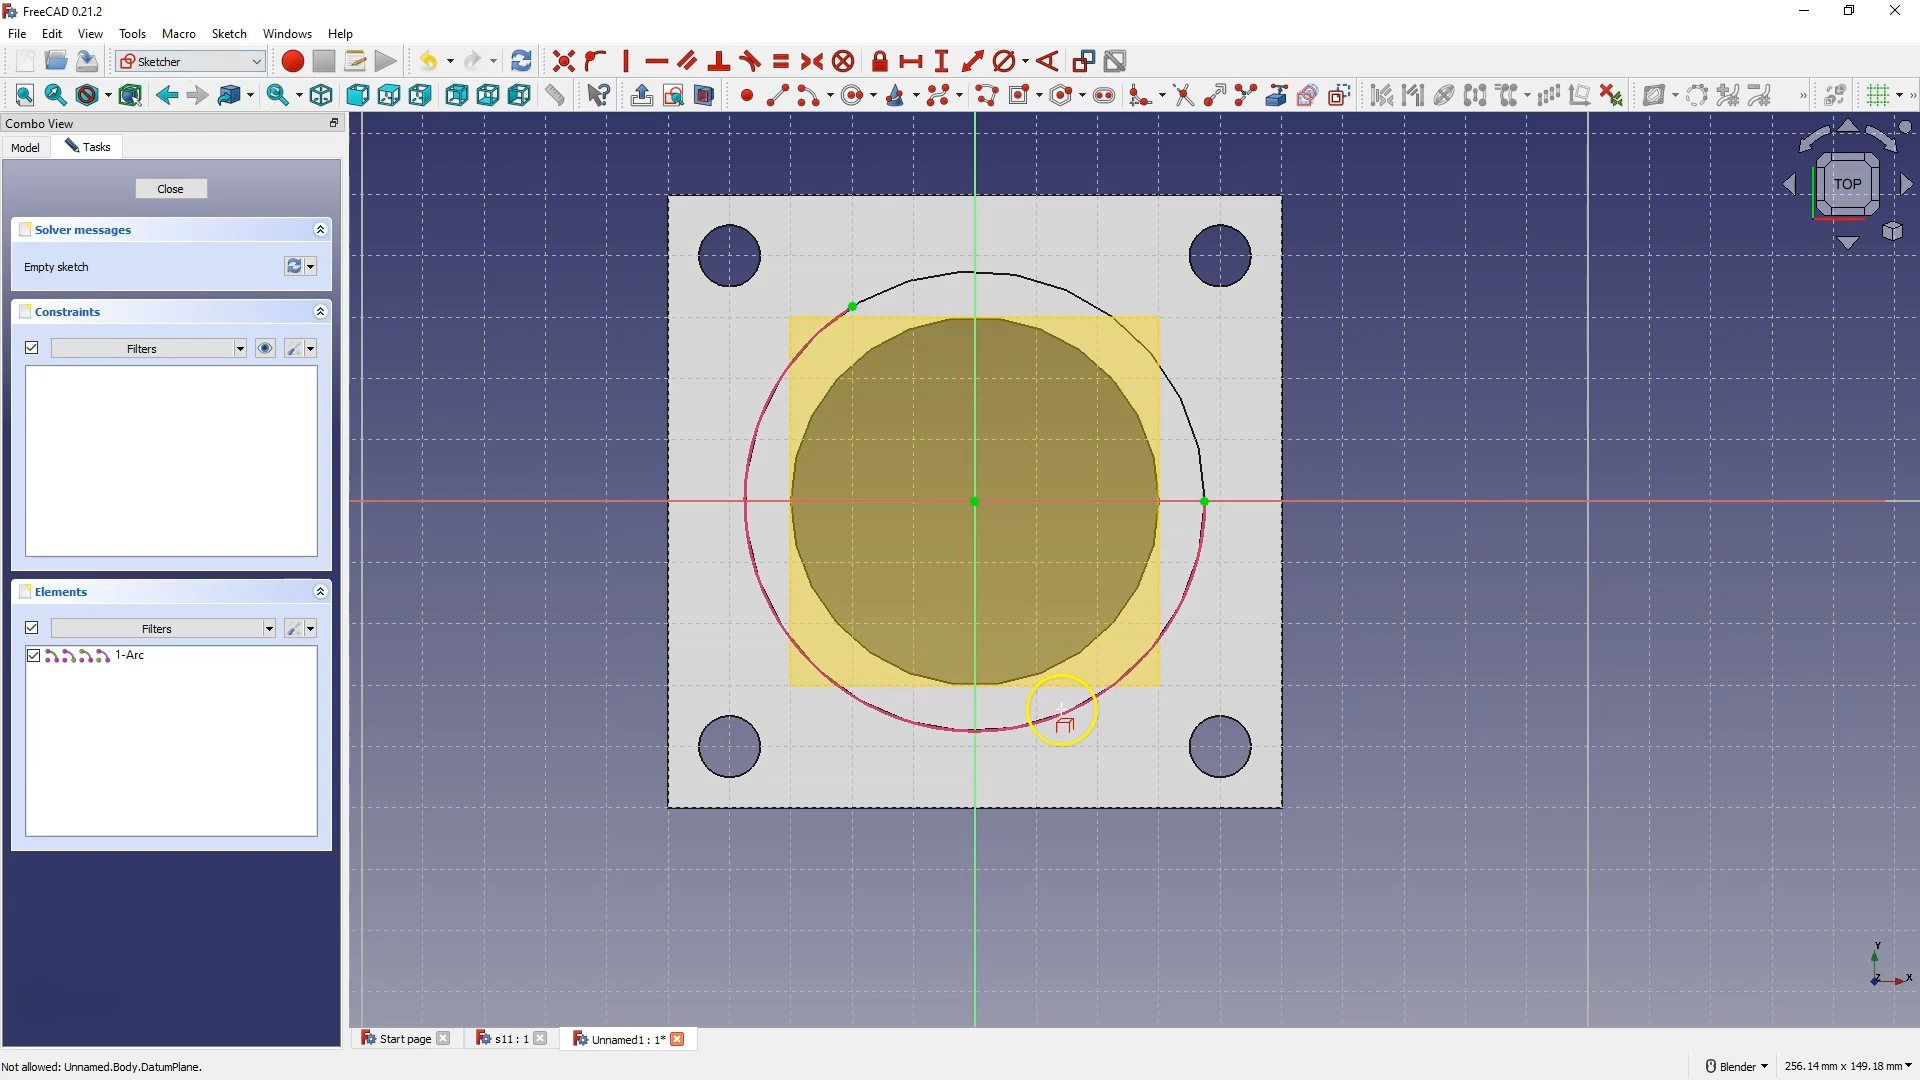 FreeCAD 0.21.2
File Edit View Tools Macro Sketch Windows Help
Sketcher
Combo View
Model Tasks
Close
Solver messages
Empty sketch
Constraints
Filters
Elements
Filters
1-Arc
TOP
Y
Z X
Start page s11 : 1 Unnamed1 : 1*
Not allowed: Unnamed.Body.DatumPlane. Blender 256.14 mm x 149.18 mm